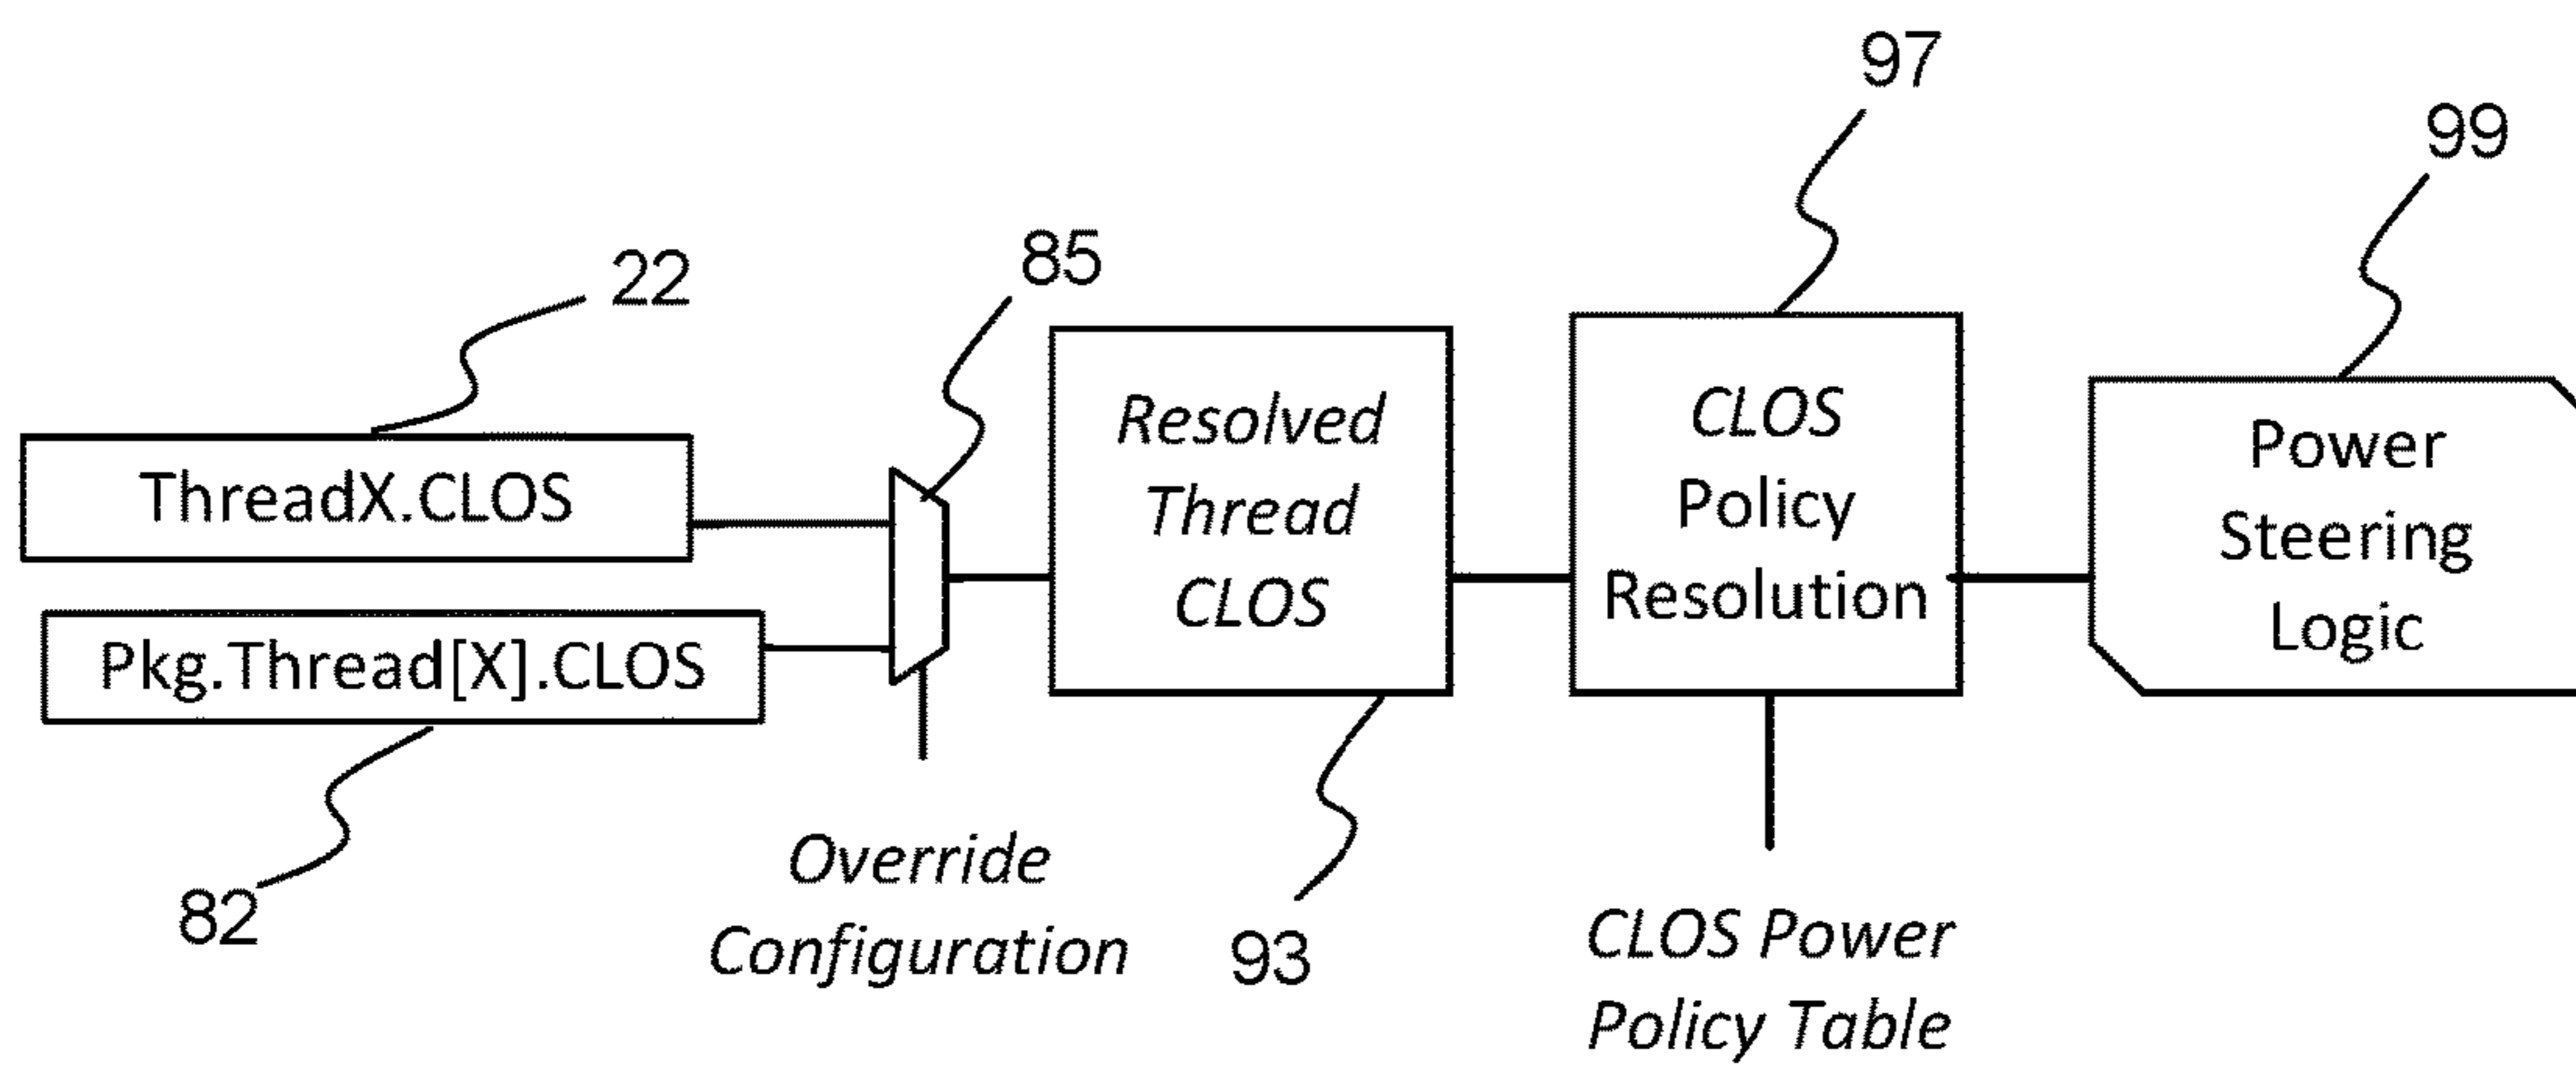 97
99
22
85
ThreadX.CLOS
Pkg.Thread[X].CLOS
Resolved
Thread
CLOS
CLOS
Policy
Resolution
Power
Steering
Logic
82
Override
Configuration
93
CLOS Power
Policy Table